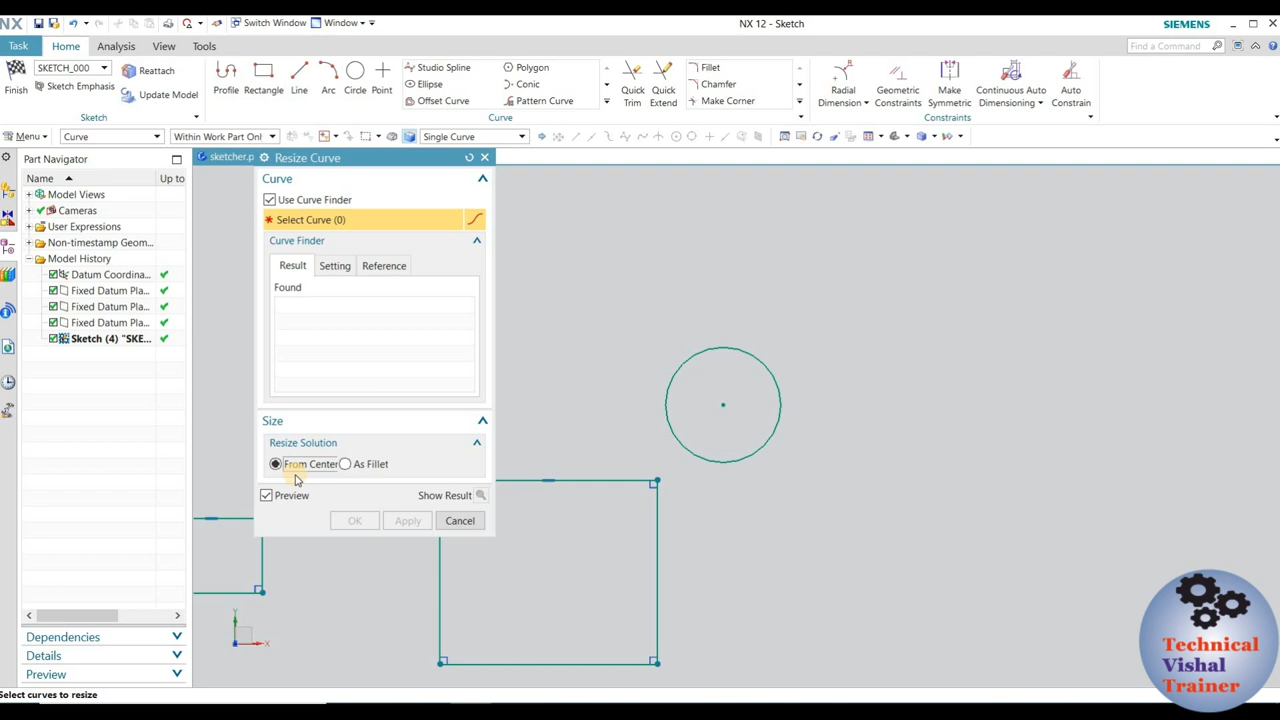 NX
Switch Window
Window
NX 12 - Sketch
SIEMENS
Task
Home
Analysis
View
Tools
Find a Command
Finish
SKETCH_000
Sketch Emphasis
Reattach
Update Model
Sketch
Profile
Rectangle
Line
Arc
Circle
Point
Studio Spline
Ellipse
Offset Curve
Polygon
Conic
Pattern Curve
Quick Trim
Quick Extend
Fillet
Chamfer
Make Corner
Curve
Radial Dimension
Geometric Constraints
Make Symmetric
Continuous Auto Dimensioning
Auto Constrain
Constraints
Menu
Curve
Within Work Part Onl
Single Curve
Part Navigator
Name
Up to
Model Views
Cameras
User Expressions
Non-timestamp Geom...
Model History
Datum Coordina...
Fixed Datum Pla...
Fixed Datum Pla...
Fixed Datum Pla...
Sketch (4) "SKE...
Dependencies
Details
Preview
Select curves to resize
sketcher.p
Resize Curve
Curve
Use Curve Finder
* Select Curve (0)
Curve Finder
Result
Setting
Reference
Found
Size
Resize Solution
From Center
As Fillet
Preview
Show Result
OK
Apply
Cancel
Y
X
Technical
Vishal
Trainer